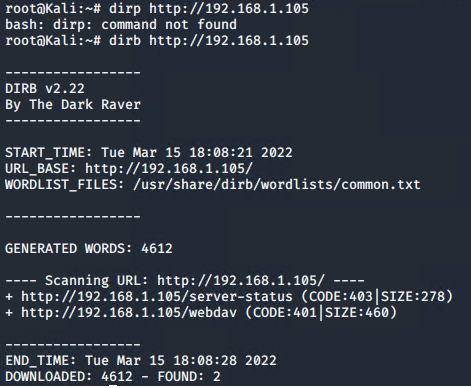 root@Kali:~# dirp http://192.168.1.105
bash: dirp: command not found
root@Kali:~# dirb http://192.168.1.105
-----------------
DIRB v2.22
By The Dark Raver
-----------------
START_TIME: Tue Mar 15 18:08:21 2022
URL_BASE: http://192.168.1.105/
WORDLIST_FILES: /usr/share/dirb/wordlists/common.txt
-----------------
GENERATED WORDS: 4612
---- Scanning URL: http://192.168.1.105/ ----
+ http://192.168.1.105/server-status (CODE:403|SIZE:278)
+ http://192.168.1.105/webdav (CODE:401|SIZE:460)
-----------------
END_TIME: Tue Mar 15 18:08:28 2022
DOWNLOADED: 4612 - FOUND: 2